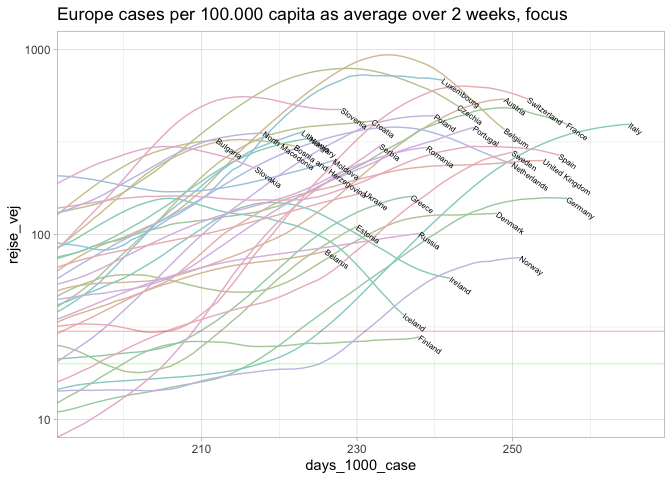 Europe cases per 100.000 capita as average over 2 weeks, focus
1000
100
10
rejse_vej
210
230
250
days_1000_case
Luxembourg
Switzerland
Austria
Czechia
Slovenia
Croatia
Poland
Portugal
Belgium
France
Italy
Bulgaria
North Macedonia
Hungary
Bosnia and Herzegovina
Moldova
Serbia
Romania
Sweden
Spain
United Kingdom
Netherlands
Slovakia
Ukraine
Greece
Germany
Denmark
Estonia
Russia
Belarus
Norway
Ireland
Iceland
Finland